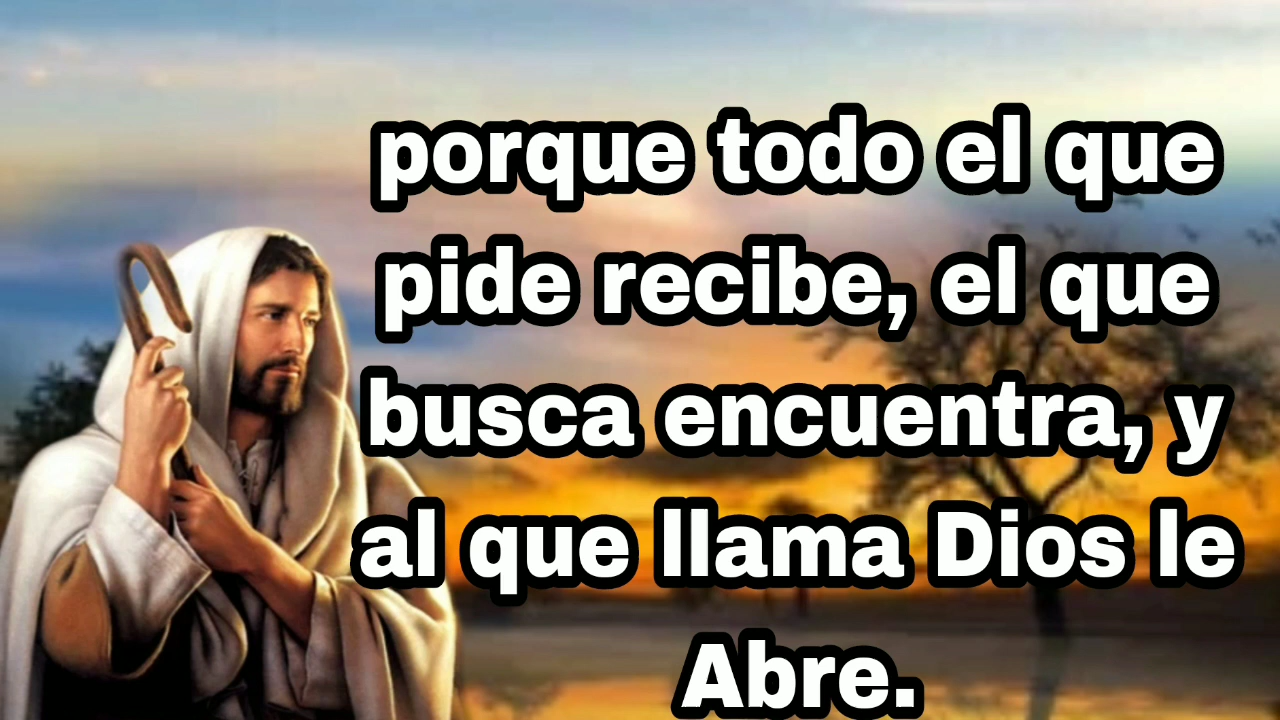 porque todo el que
pide recibe, el que
busca encuentra, y
al que llama Dios le
Abre.